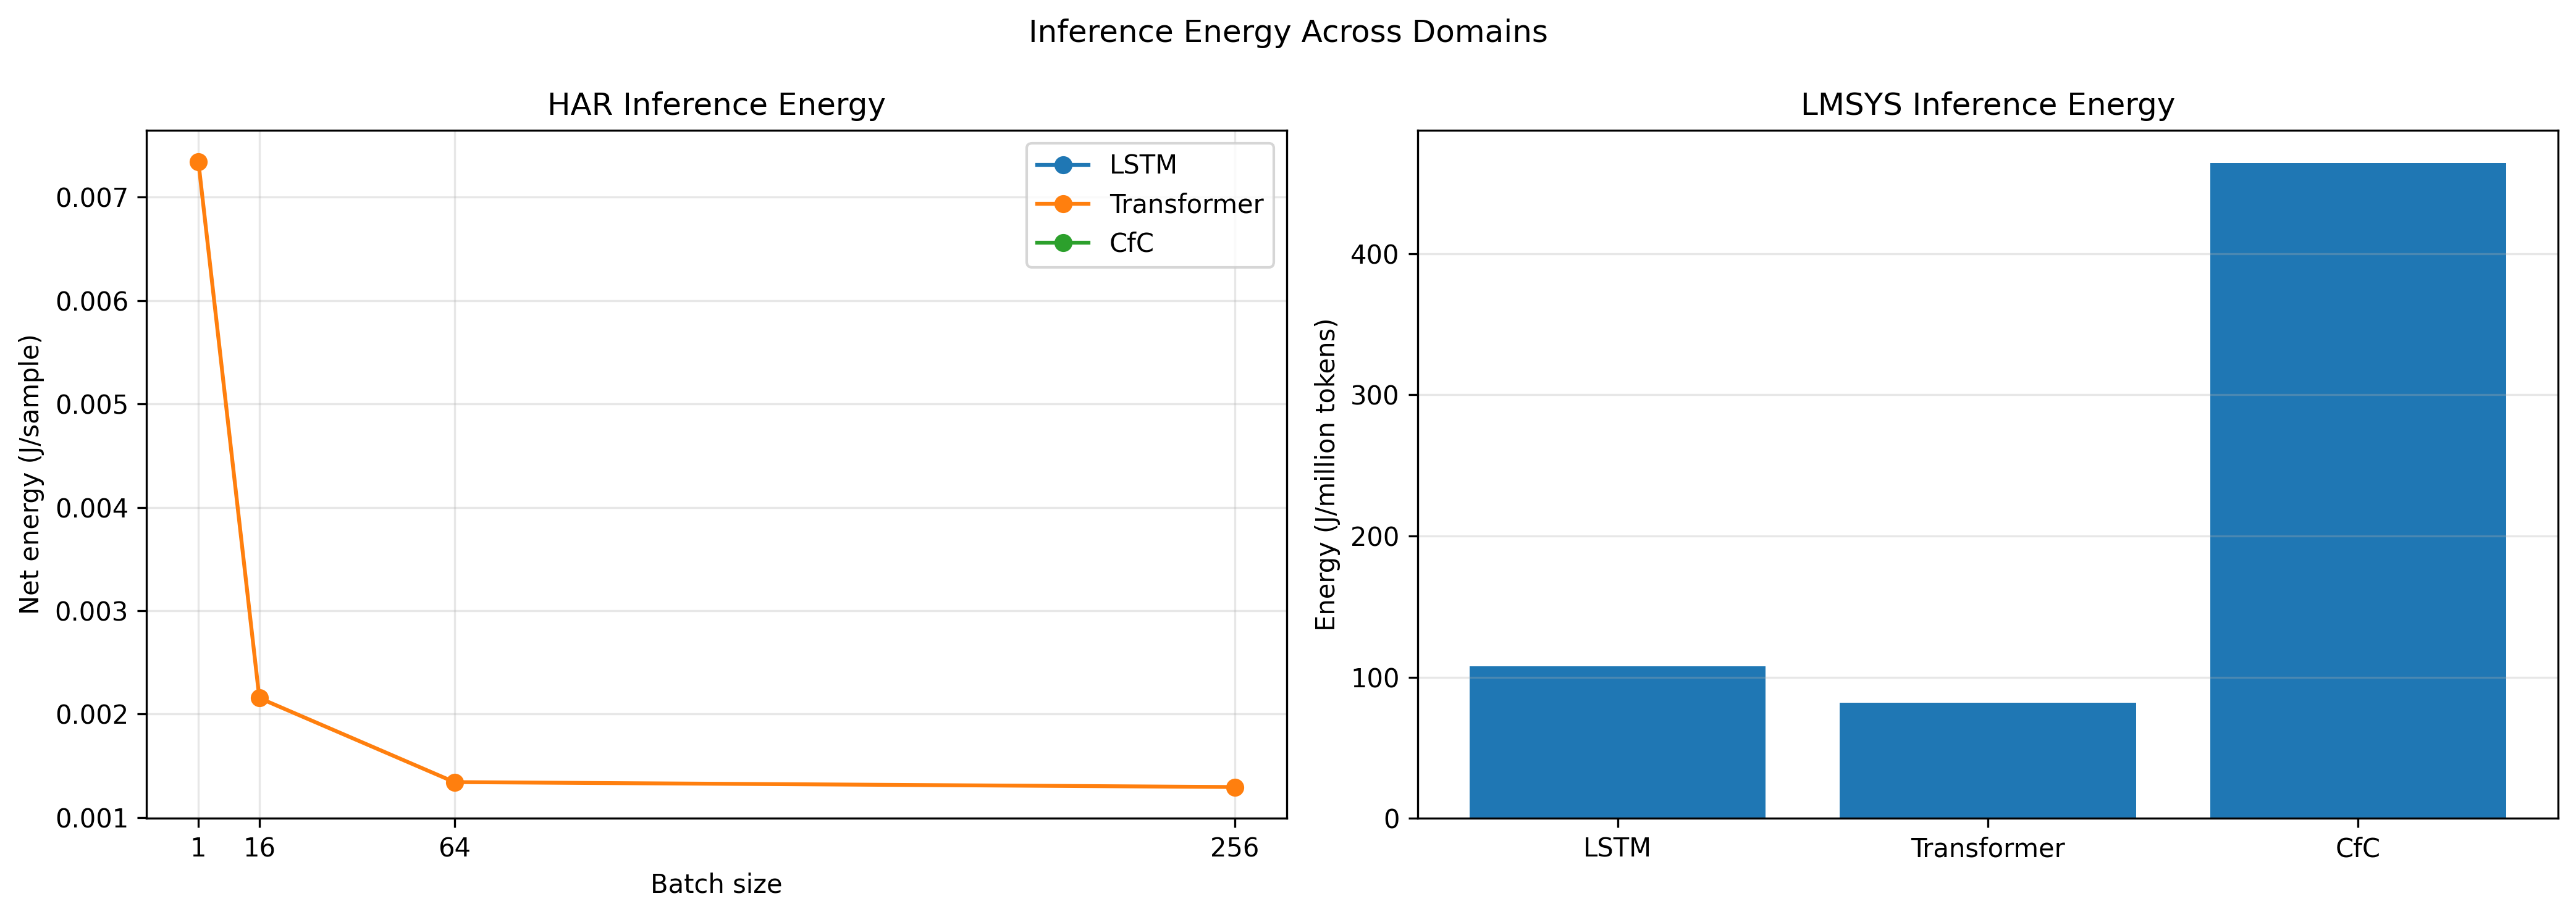 Inference Energy Across Domains
HAR Inference Energy
Net energy (J/sample)
0.007
0.006
0.005
0.004
0.003
0.002
0.001
1 16 64 256
Batch size
LSTM
Transformer
CfC
LMSYS Inference Energy
Energy (J/million tokens)
400
300
200
100
0
LSTM Transformer CfC